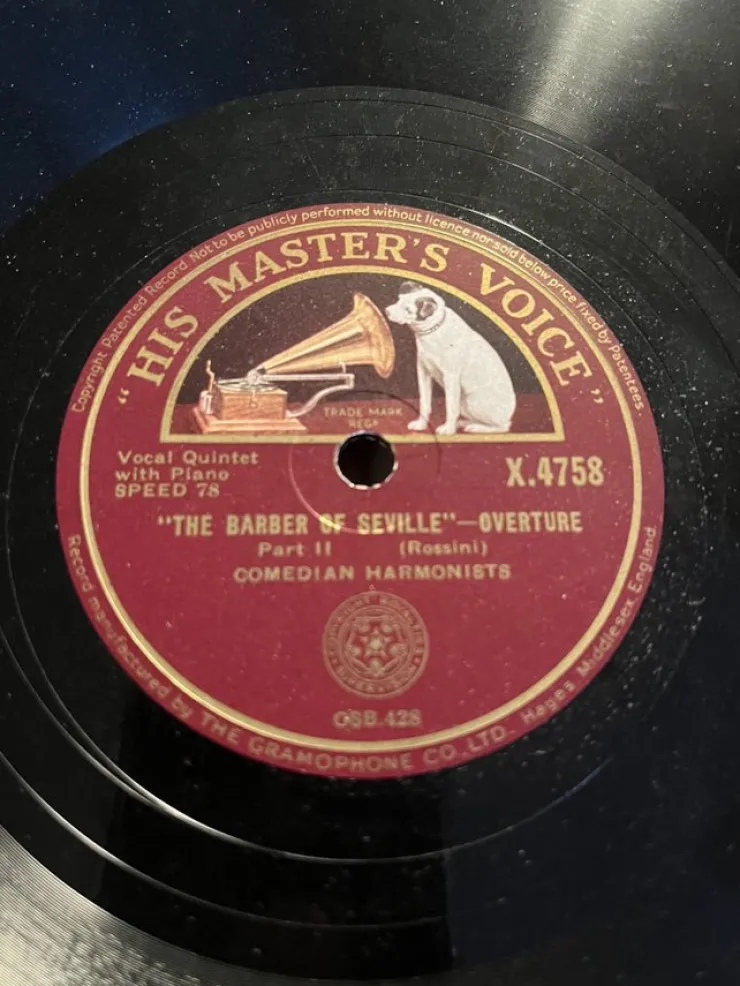 Copyright Patented Record Not to be publicly performed without licence nor sold below price fixed by Patentees.
"HIS MASTER'S VOICE"
TRADE MARK
REGD
Vocal Quintet
with Piano
SPEED 78
X.4758
"THE BARBER OF SEVILLE"—OVERTURE
Part II (Rossini)
COMEDIAN HARMONISTS
Record manufactured by THE GRAMOPHONE CO. LTD. Hayes Middlesex England.